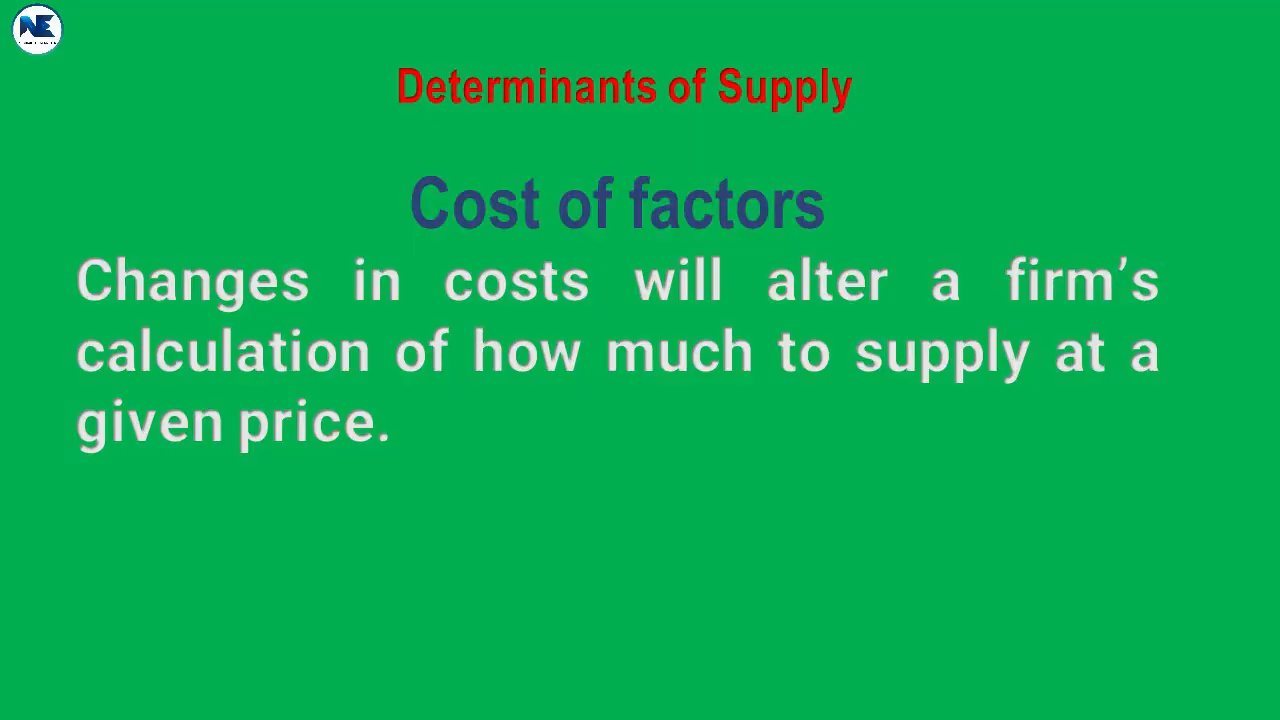 NE
Determinants of Supply
Cost of factors
Changes in costs will alter a firm’s
calculation of how much to supply at a
given price.